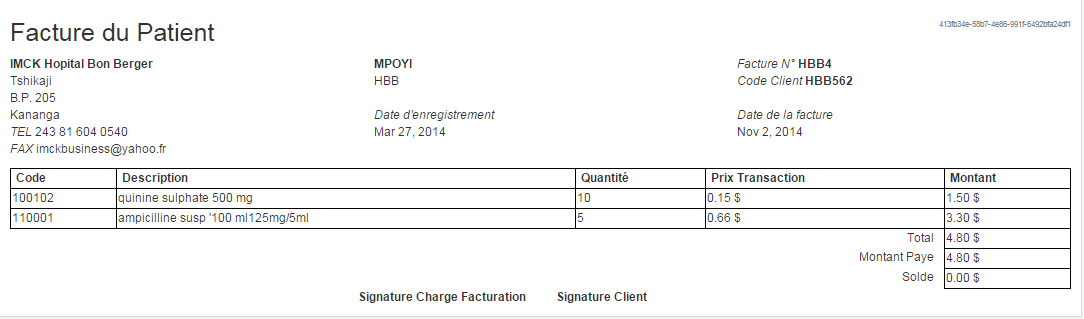 Facture du Patient
413fb34e-58b7-4e86-991f-6492bfa24df1
IMCK Hopital Bon Berger
Tshikaji
B.P. 205
Kananga
TEL 243 81 604 0540
FAX imckbusiness@yahoo.fr
MPOYI
HBB
Date d'enregistrement
Mar 27, 2014
Facture N° HBB4
Code Client HBB562
Date de la facture
Nov 2, 2014
Code Description Quantité Prix Transaction Montant
100102 quinine sulphate 500 mg 10 0.15 $ 1.50 $
110001 ampicilline susp '100 ml125mg/5ml 5 0.66 $ 3.30 $
Total 4.80 $
Montant Paye 4.80 $
Solde 0.00 $
Signature Charge Facturation Signature Client